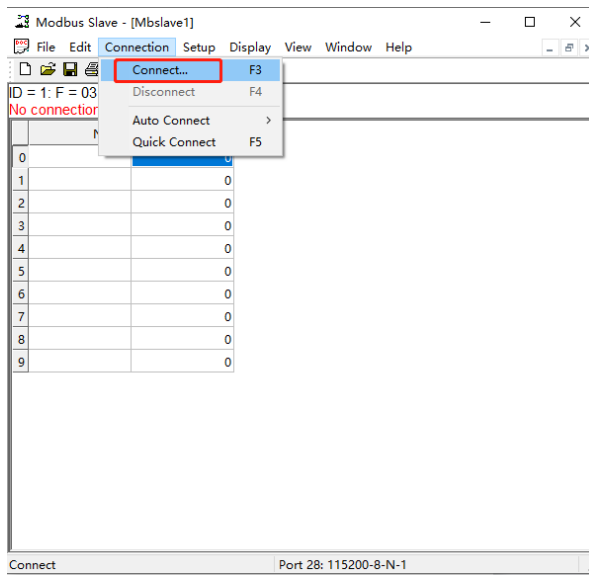 Modbus Slave - [Mbslave1]
File Edit Connection Setup Display View Window Help
Connect... F3
ID = 1: F = 03
Disconnect F4
No connection
Auto Connect
Quick Connect F5
0 0
1 0
2 0
3 0
4 0
5 0
6 0
7 0
8 0
9 0
Connect Port 28: 115200-8-N-1